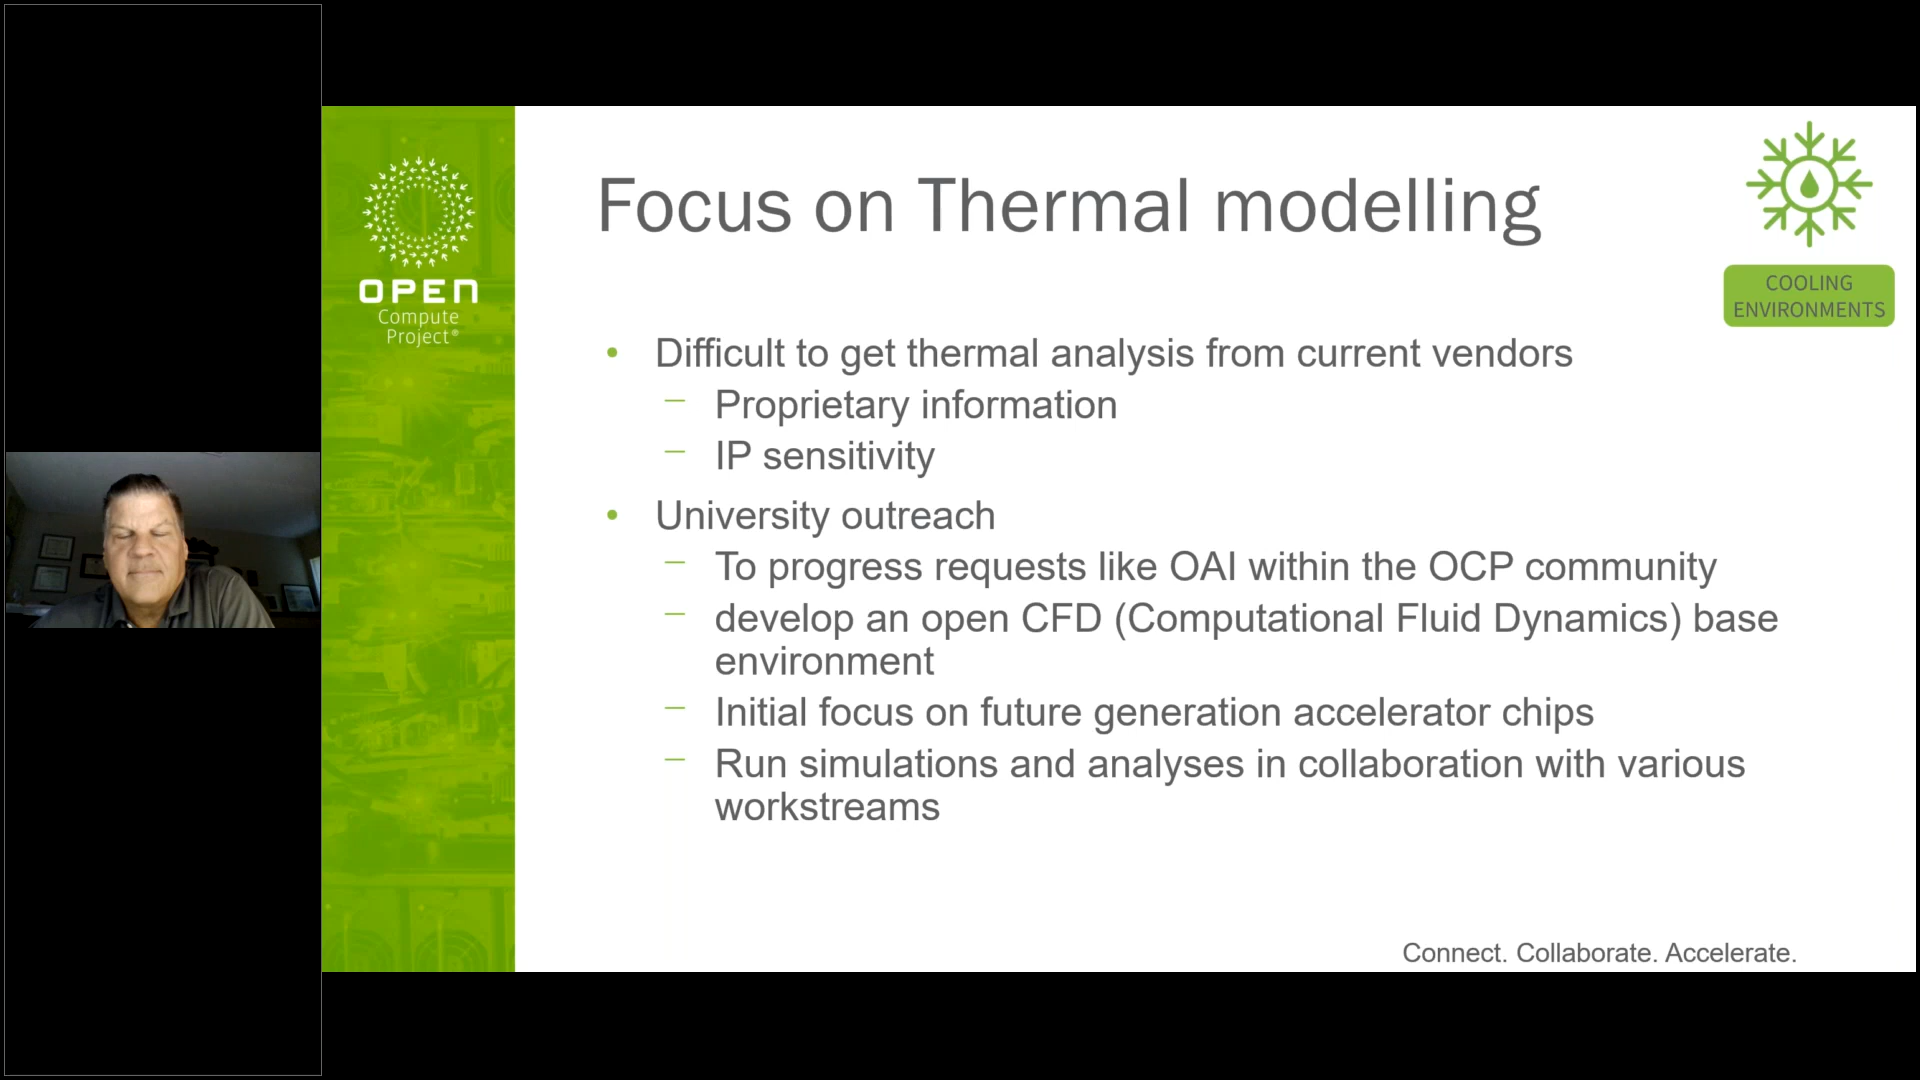 OPEN
Compute
Project®
Focus on Thermal modelling
COOLING
ENVIRONMENTS
• Difficult to get thermal analysis from current vendors
– Proprietary information
– IP sensitivity
• University outreach
– To progress requests like OAI within the OCP community
– develop an open CFD (Computational Fluid Dynamics) base
environment
– Initial focus on future generation accelerator chips
– Run simulations and analyses in collaboration with various
workstreams
Connect. Collaborate. Accelerate.